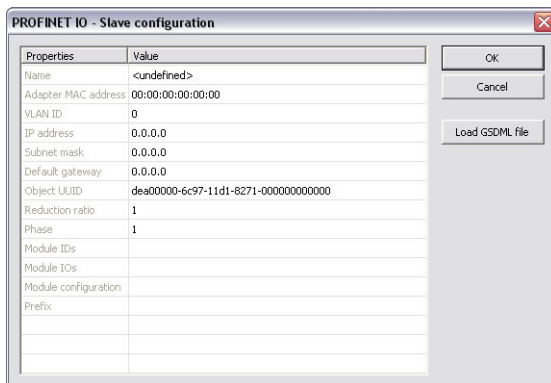 PROFINET IO - Slave configuration
Properties Value
Name <undefined>
Adapter MAC address 00:00:00:00:00:00
VLAN ID 0
IP address 0.0.0.0
Subnet mask 0.0.0.0
Default gateway 0.0.0.0
Object UUID dea00000-6c97-11d1-8271-000000000000
Reduction ratio 1
Phase 1
Module IDs
Module IOs
Module configuration
Prefix
OK
Cancel
Load GSDML file